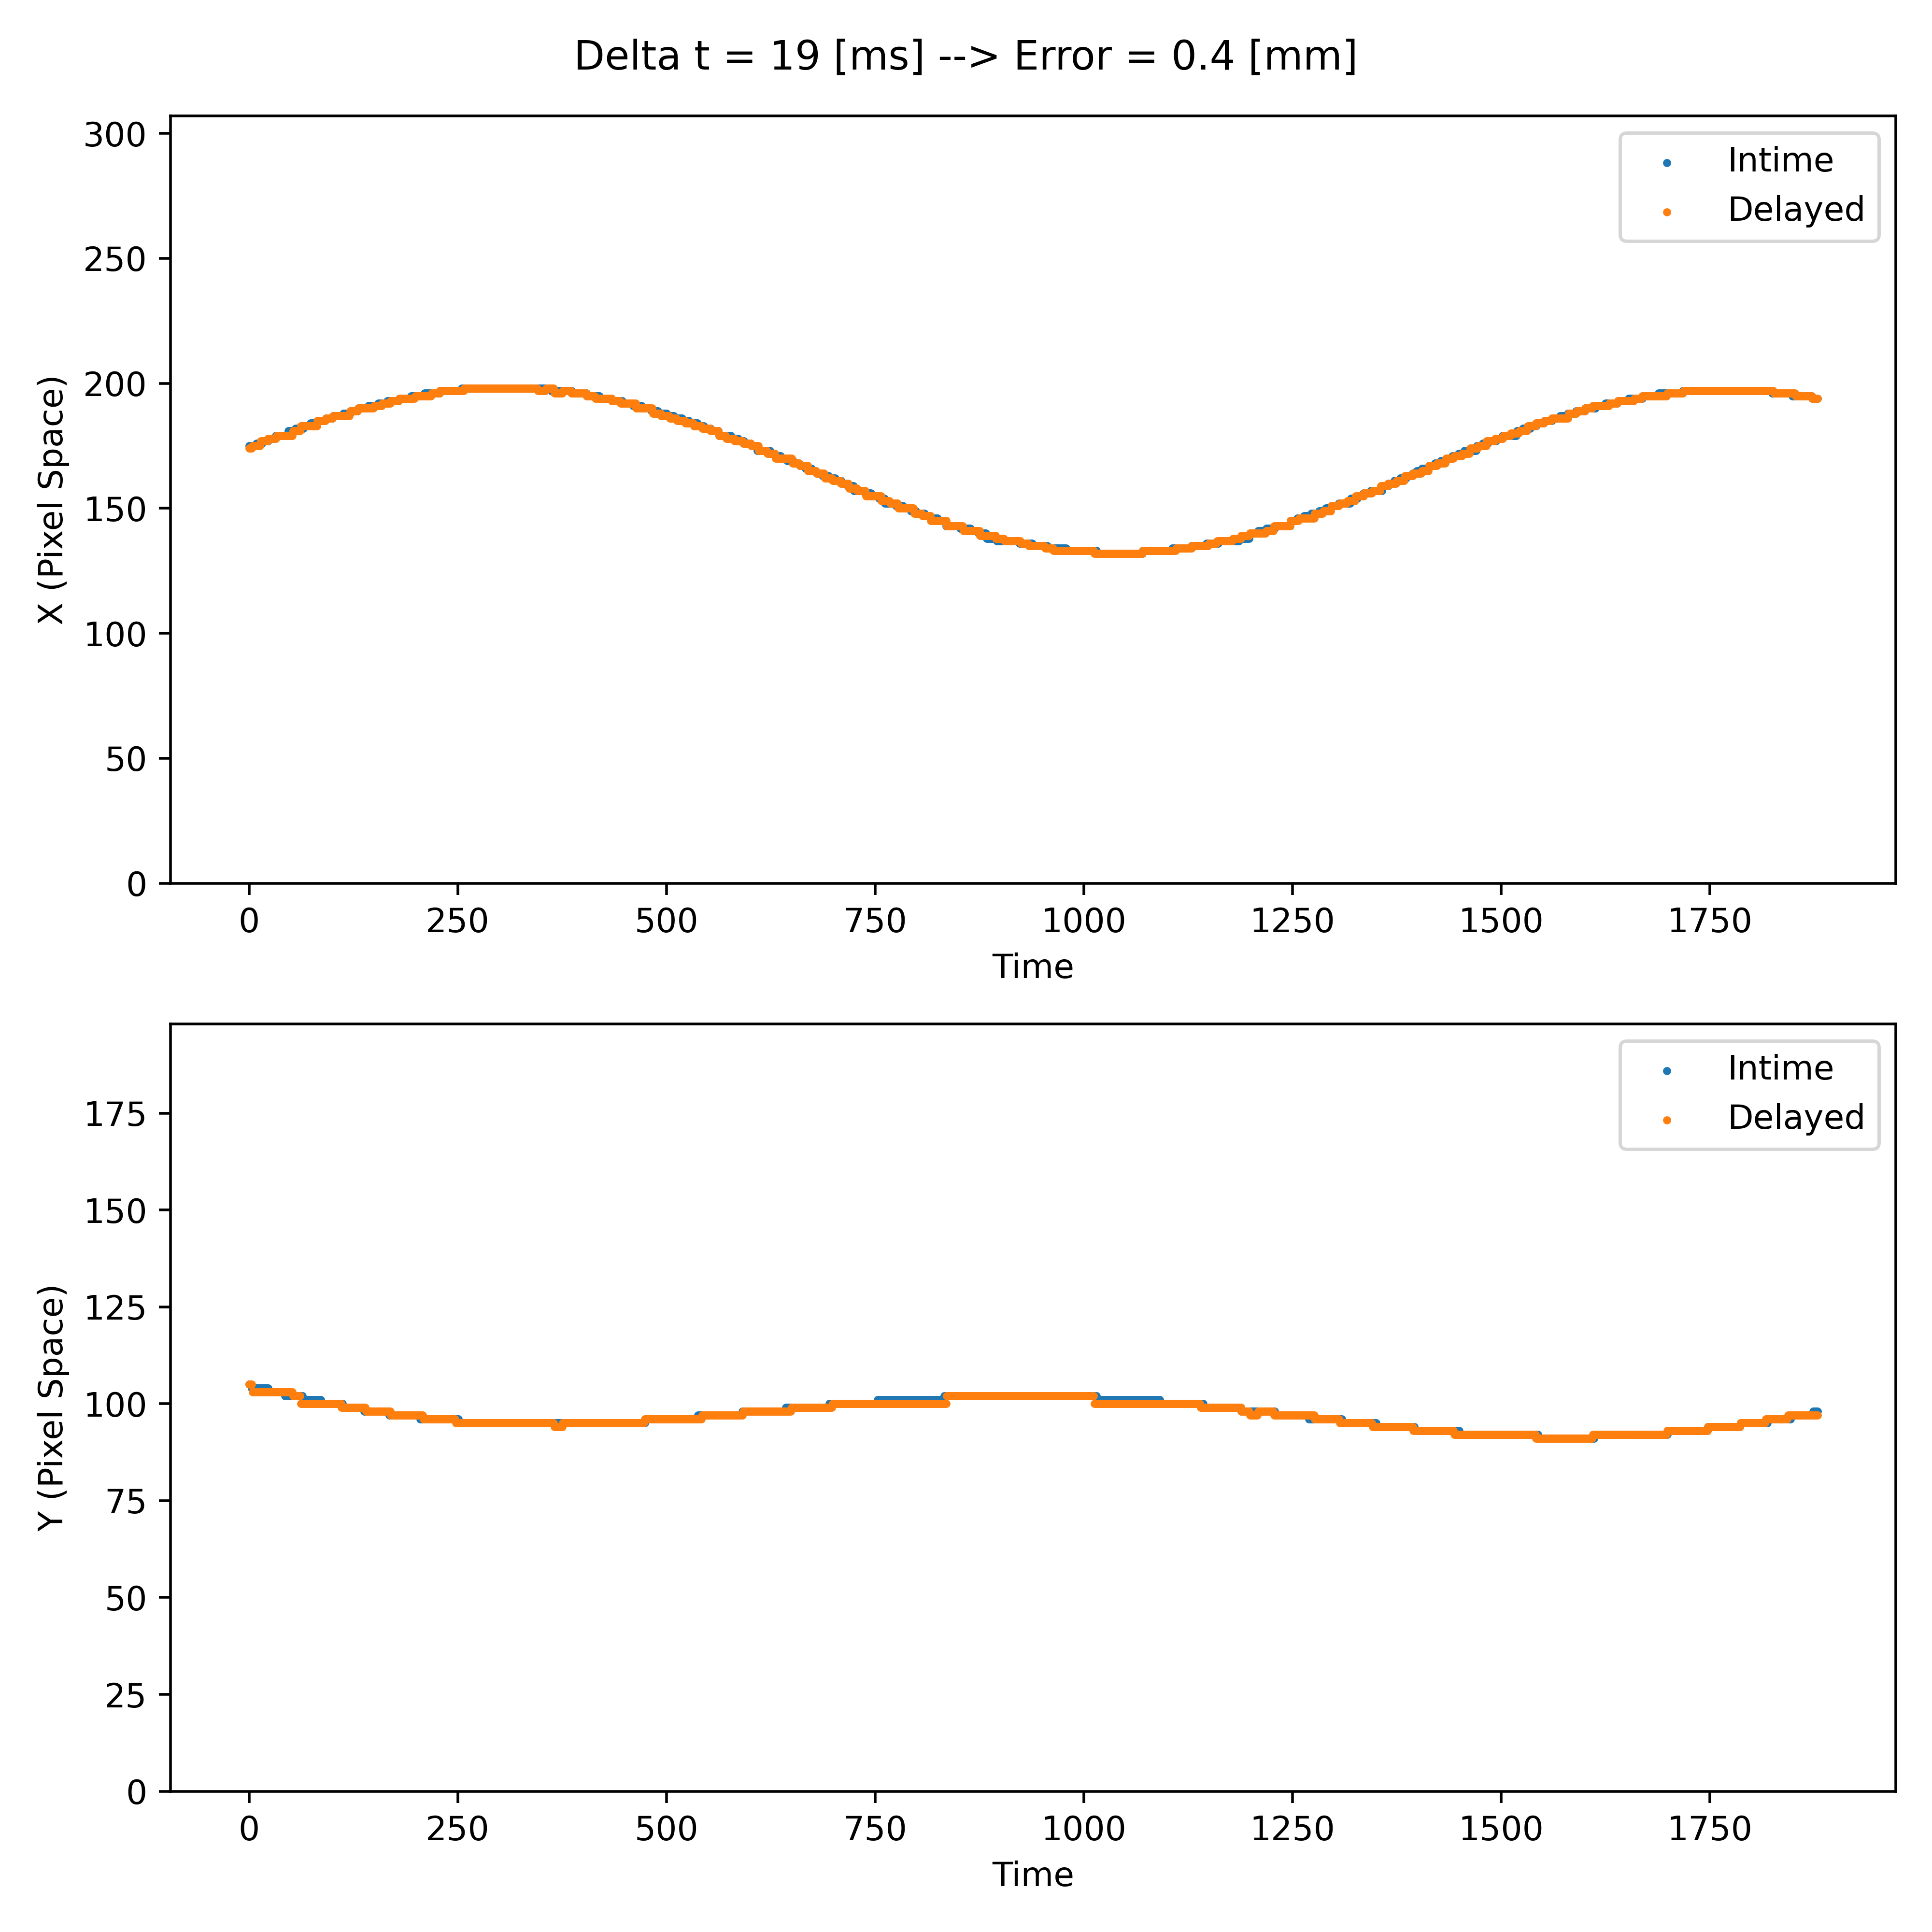 Delta t = 19 [ms] --> Error = 0.4 [mm]
300
250
200
150
100
50
0
X (Pixel Space)
Intime
Delayed
0 250 500 750 1000 1250 1500 1750
Time
175
150
125
100
75
50
25
0
Y (Pixel Space)
Intime
Delayed
0 250 500 750 1000 1250 1500 1750
Time